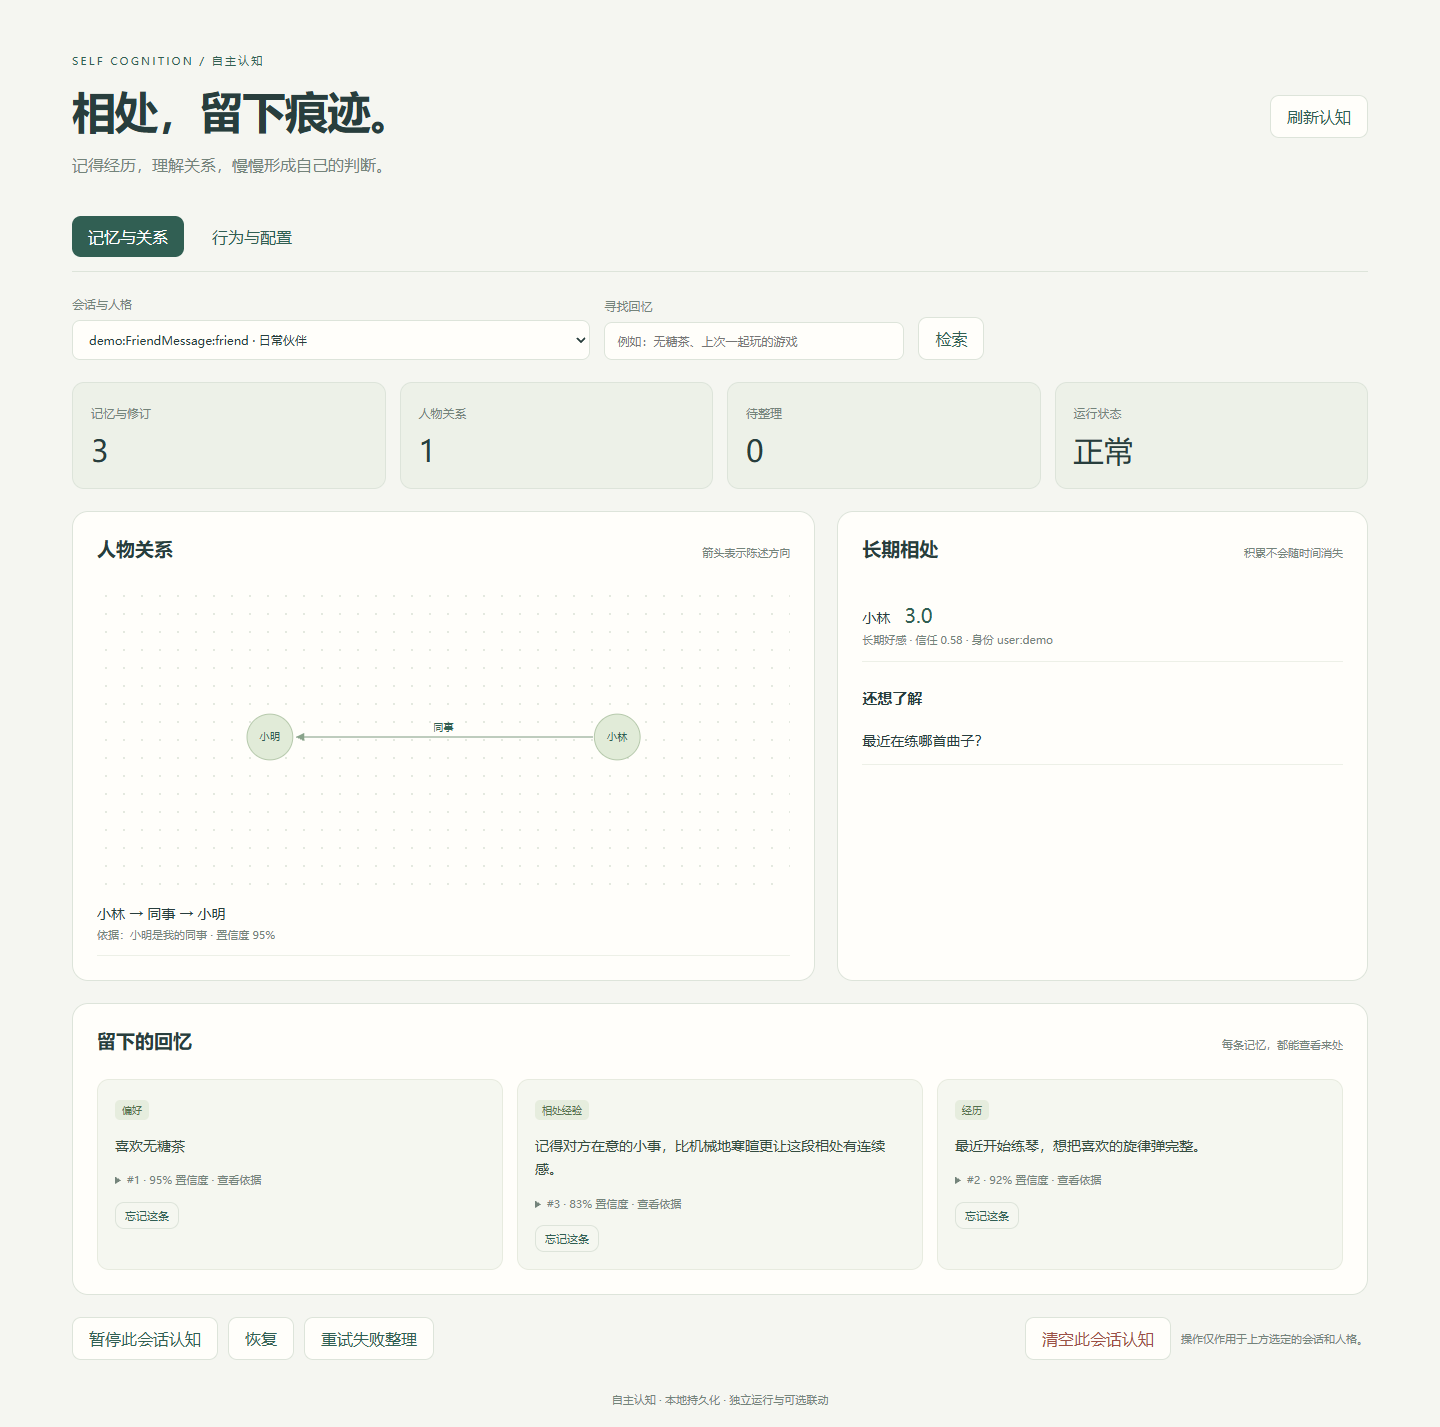 SELF COGNITION / 自主认知
相处，留下痕迹。
刷新认知
记得经历，理解关系，慢慢形成自己的判断。
记忆与关系
行为与配置
会话与人格
寻找回忆
demo:FriendMessage:friend · 日常伙伴
例如：无糖茶、上次一起玩的游戏
检索
记忆与修订
3
人物关系
1
待整理
0
运行状态
正常
人物关系
箭头表示陈述方向
小明
同事
小林
小林 → 同事 → 小明
依据：小明是我的同事 · 置信度 95%
长期相处
积累不会随时间消失
小林 3.0
长期好感 · 信任 0.58 · 身份 user:demo
还想了解
最近在练哪首曲子？
留下的回忆
每条记忆，都能查看来处
偏好
喜欢无糖茶
#1 · 95% 置信度 · 查看依据
忘记这条
相处经验
记得对方在意的小事，比机械地寒暄更让这段相处有连续
感。
#3 · 83% 置信度 · 查看依据
忘记这条
经历
最近开始练琴，想把喜欢的旋律弹完整。
#2 · 92% 置信度 · 查看依据
忘记这条
暂停此会话认知
恢复
重试失败整理
清空此会话认知
操作仅作用于上方选定的会话和人格。
自主认知 · 本地持久化 · 独立运行与可选联动